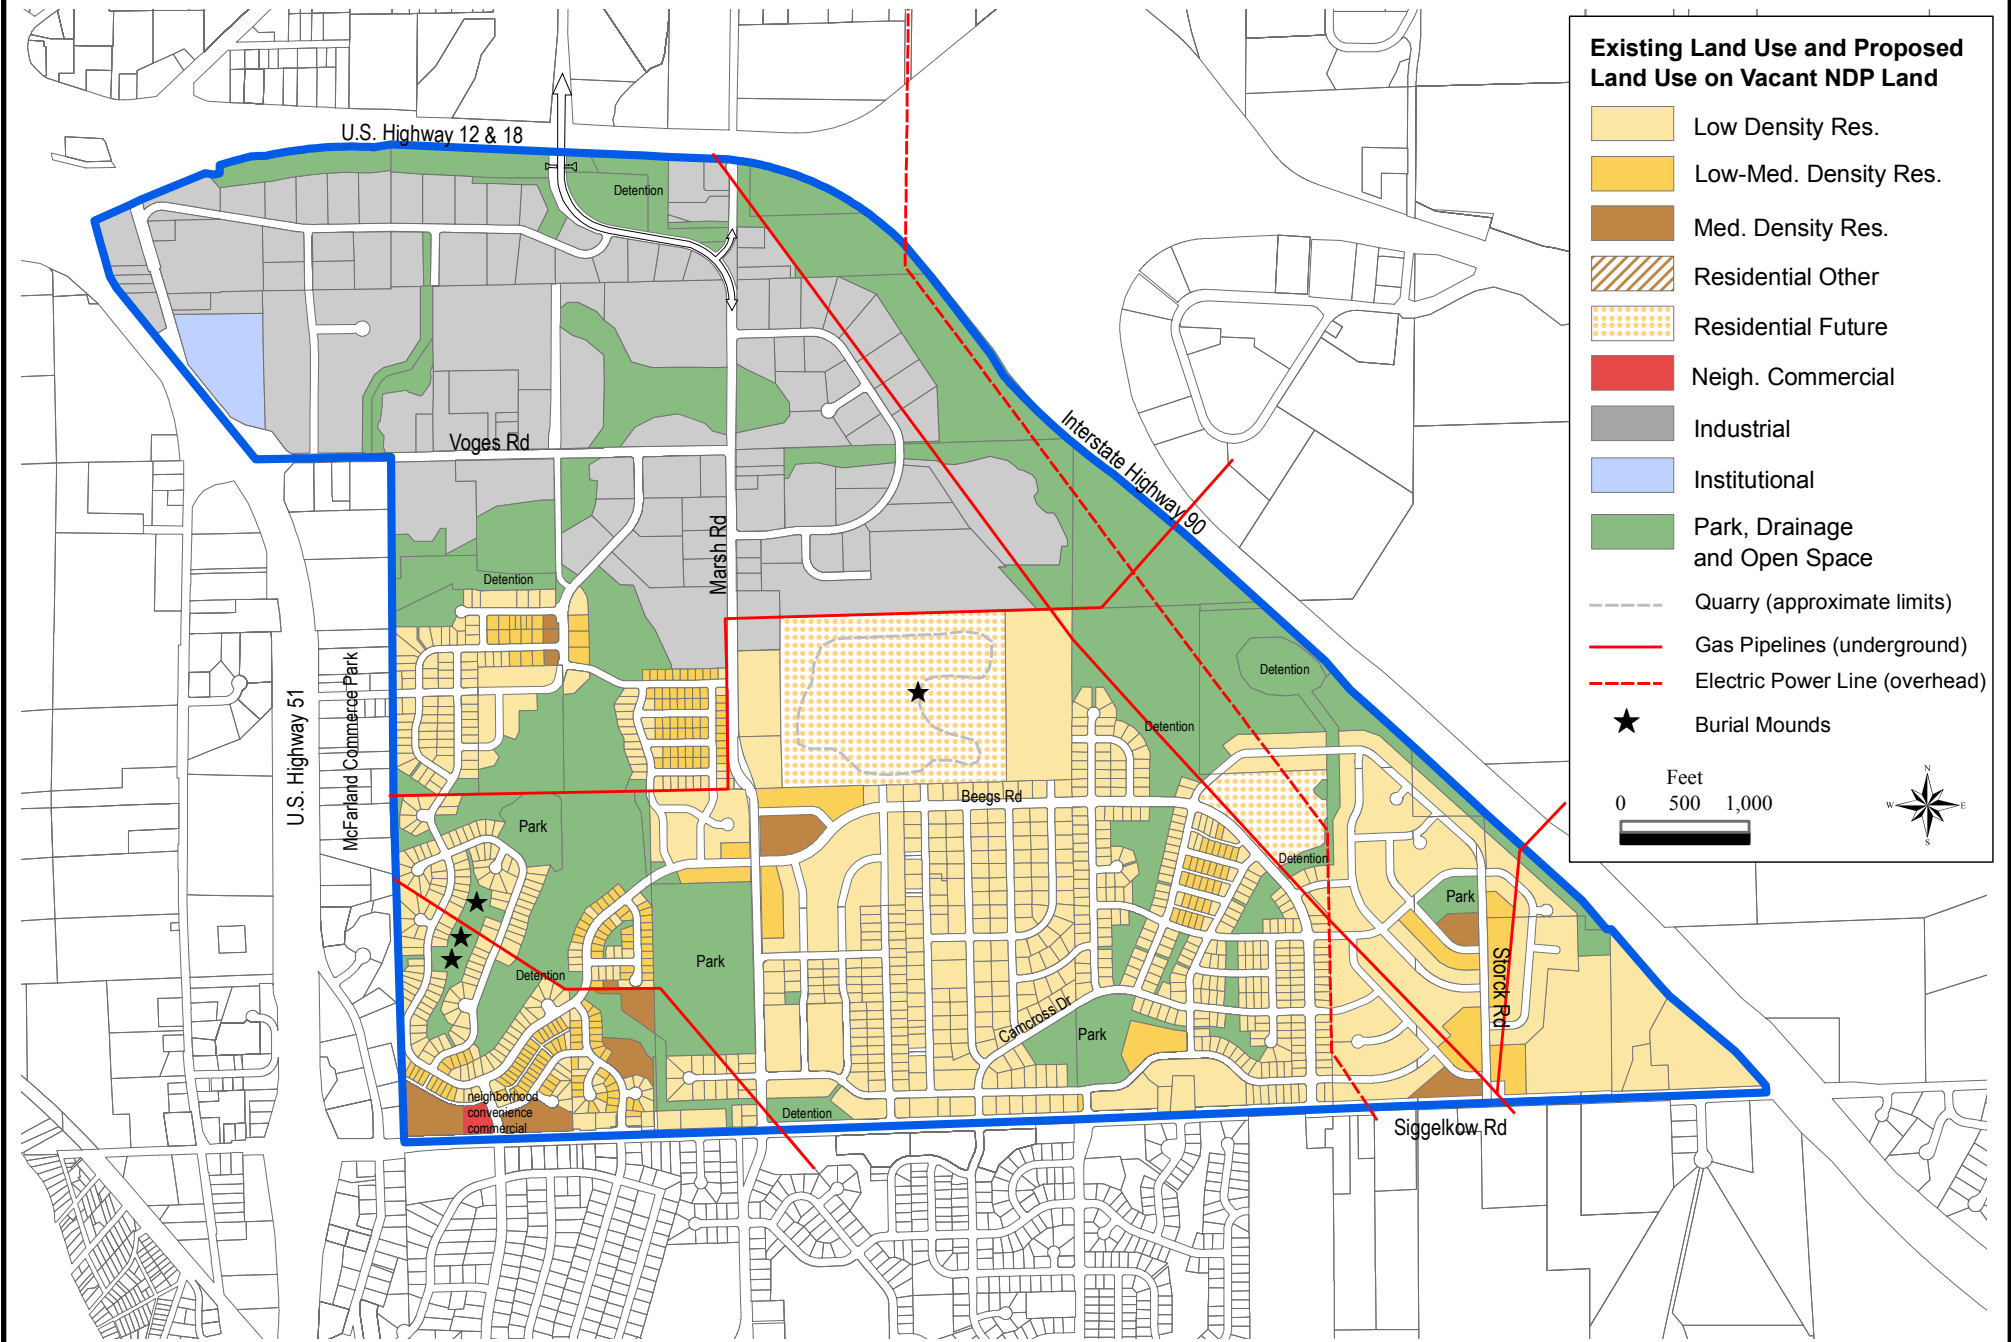 Existing Land Use and Proposed
Land Use on Vacant NDP Land
Low Density Res.
Low-Med. Density Res.
Med. Density Res.
Residential Other
Residential Future
Neigh. Commercial
Industrial
Institutional
Park, Drainage
and Open Space
Quarry (approximate limits)
Gas Pipelines (underground)
Electric Power Line (overhead)
Burial Mounds
Feet
0 500 1,000
N
W E
S
U.S. Highway 12 & 18
Detention
Interstate Highway 90
Voges Rd
Marsh Rd
Detention
U.S. Highway 51
McFarland Commerce Park
Detention
Detention
Beegs Rd
Park
Detention
Park
Park
Detention
Storck Rd
Camcross Dr
Park
neighborhood
convenience
commercial
Detention
Siggelkow Rd